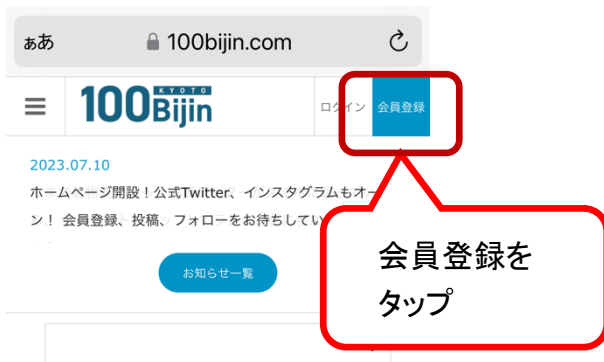 ぁあ 100bijin.com
100Bijin KYOTO ログイン 会員登録
2023.07.10
ホームページ開設！公式Twitter、インスタグラムもオー
ン！ 会員登録、投稿、フォローをお待ちしてい
お知らせ一覧
会員登録を
タップ